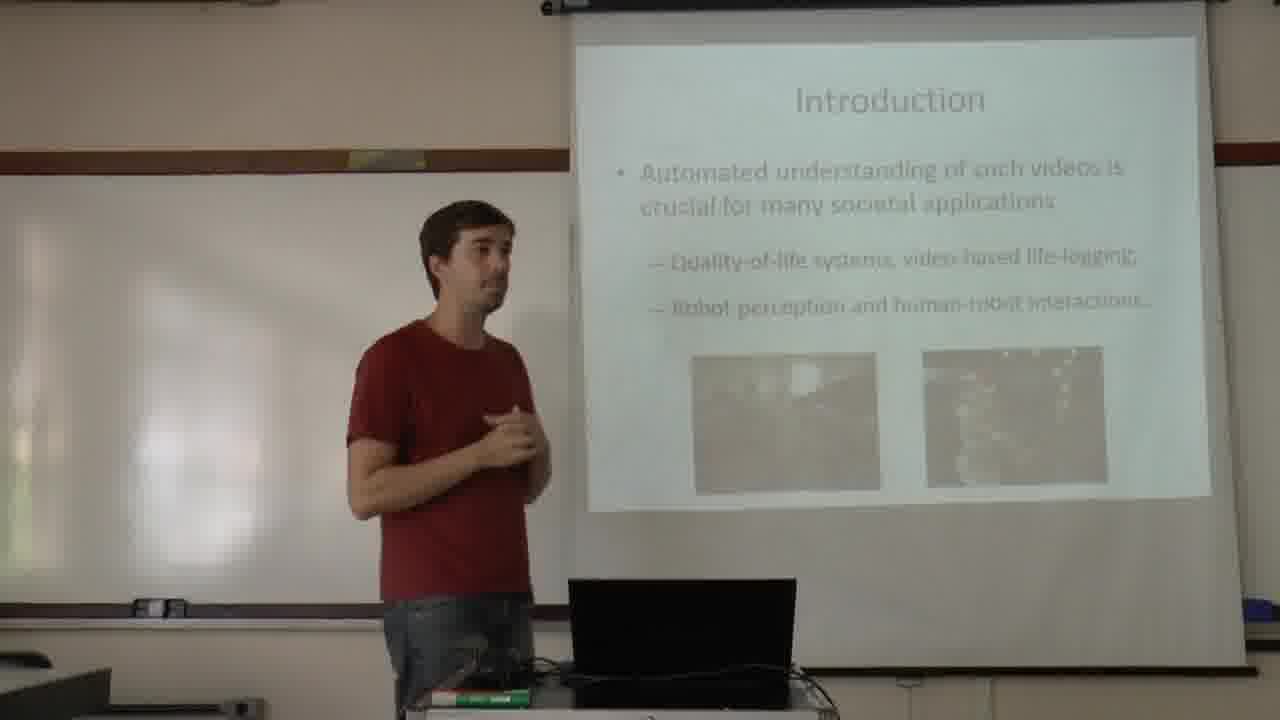 Introduction
• Automated understanding of such videos is
crucial for many societal applications
– Quality-of-life systems, video-based life-logging;
– Robot perception and human-robot interactions.